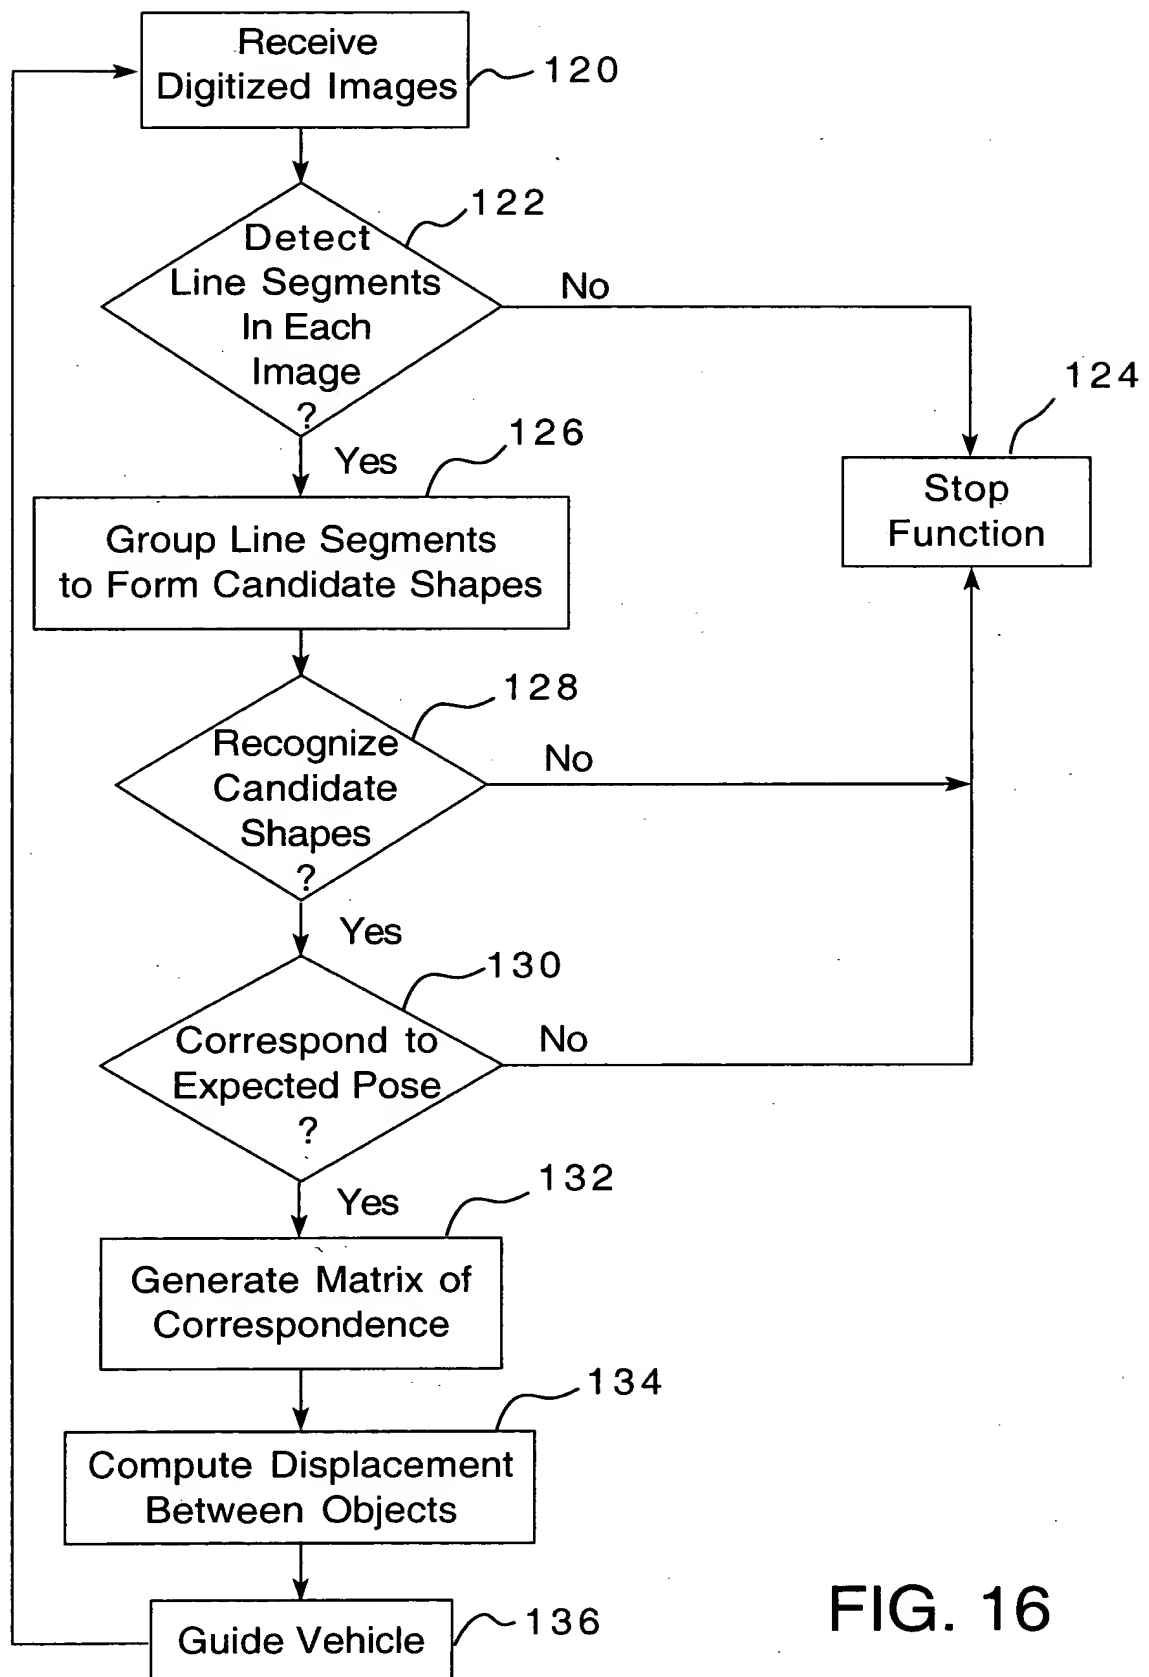 Receive
Digitized Images
120
122
Detect
Line Segments
In Each
Image
?
No
124
Stop
Function
Yes
126
Group Line Segments
to Form Candidate Shapes
128
Recognize
Candidate
Shapes
?
No
Yes
130
Correspond to
Expected Pose
?
No
Yes
132
Generate Matrix of
Correspondence
134
Compute Displacement
Between Objects
Guide Vehicle
136
FIG. 16